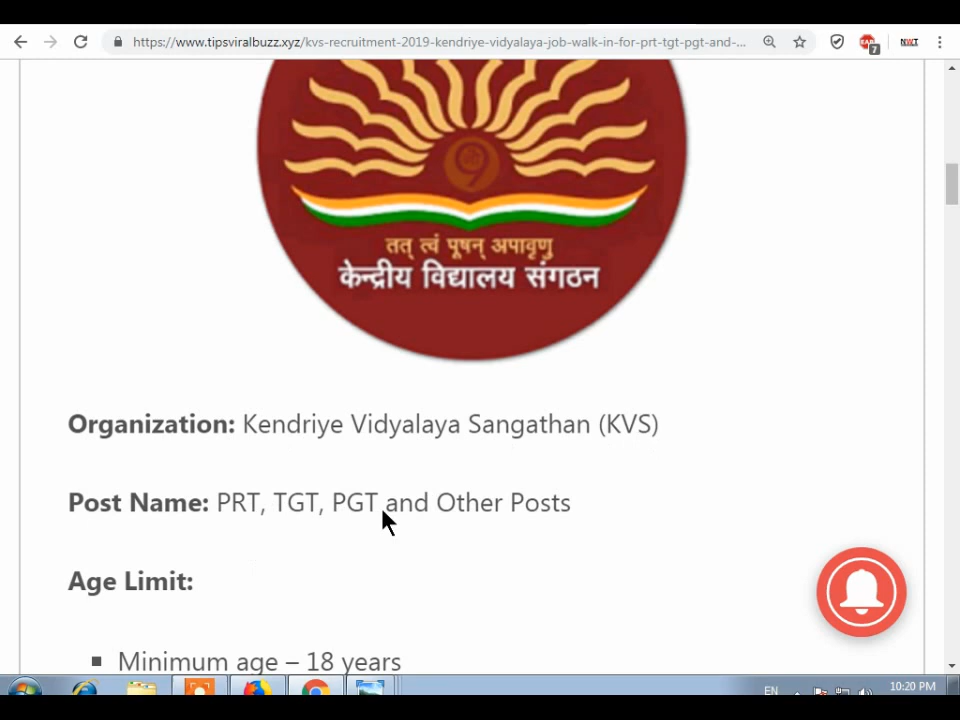 https://www.tipsviralbuzz.xyz/kvs-recruitment-2019-kendriye-vidyalaya-job-walk-in-for-prt-tgt-pgt-and-...
7
NWT
तत् त्वं पूषन् अपावृणु
केन्द्रीय विद्यालय संगठन
Organization: Kendriye Vidyalaya Sangathan (KVS)
Post Name: PRT, TGT, PGT and Other Posts
Age Limit:
Minimum age – 18 years
EN
10:20 PM